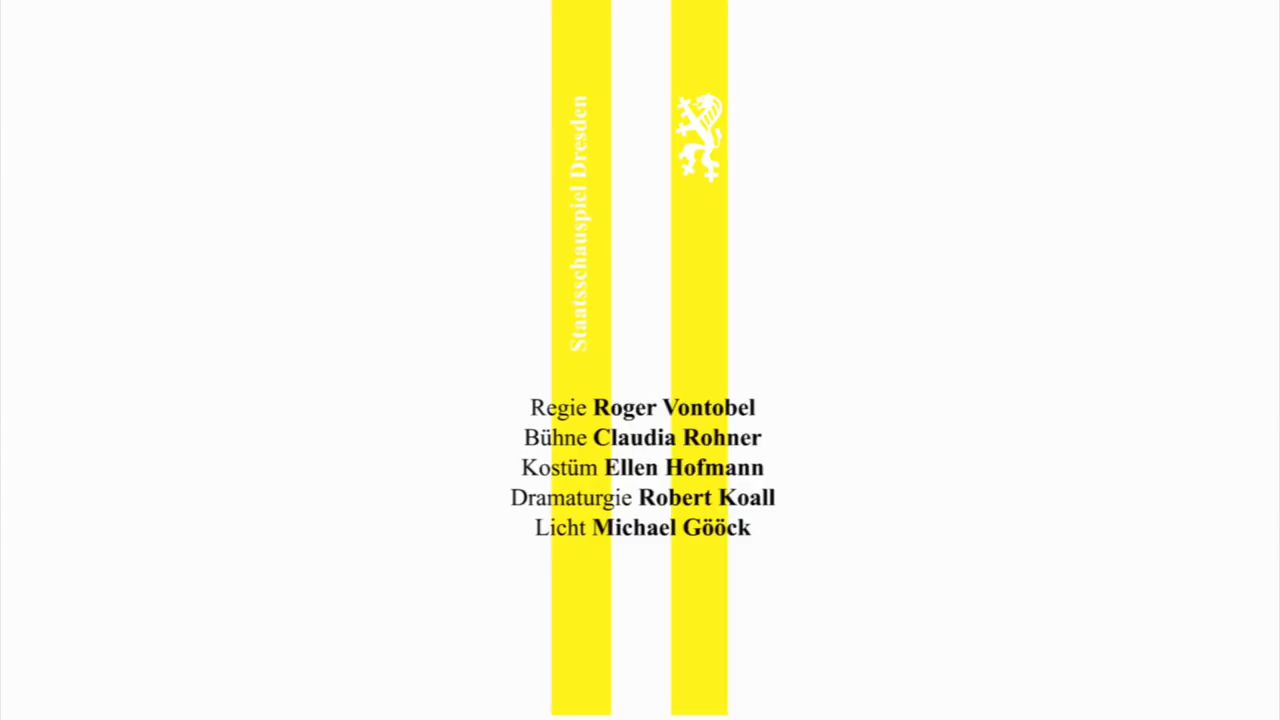 Staatsschauspiel Dresden
Regie Roger Vontobel
Bühne Claudia Rohner
Kostüm Ellen Hofmann
Dramaturgie Robert Koall
Licht Michael Gööck